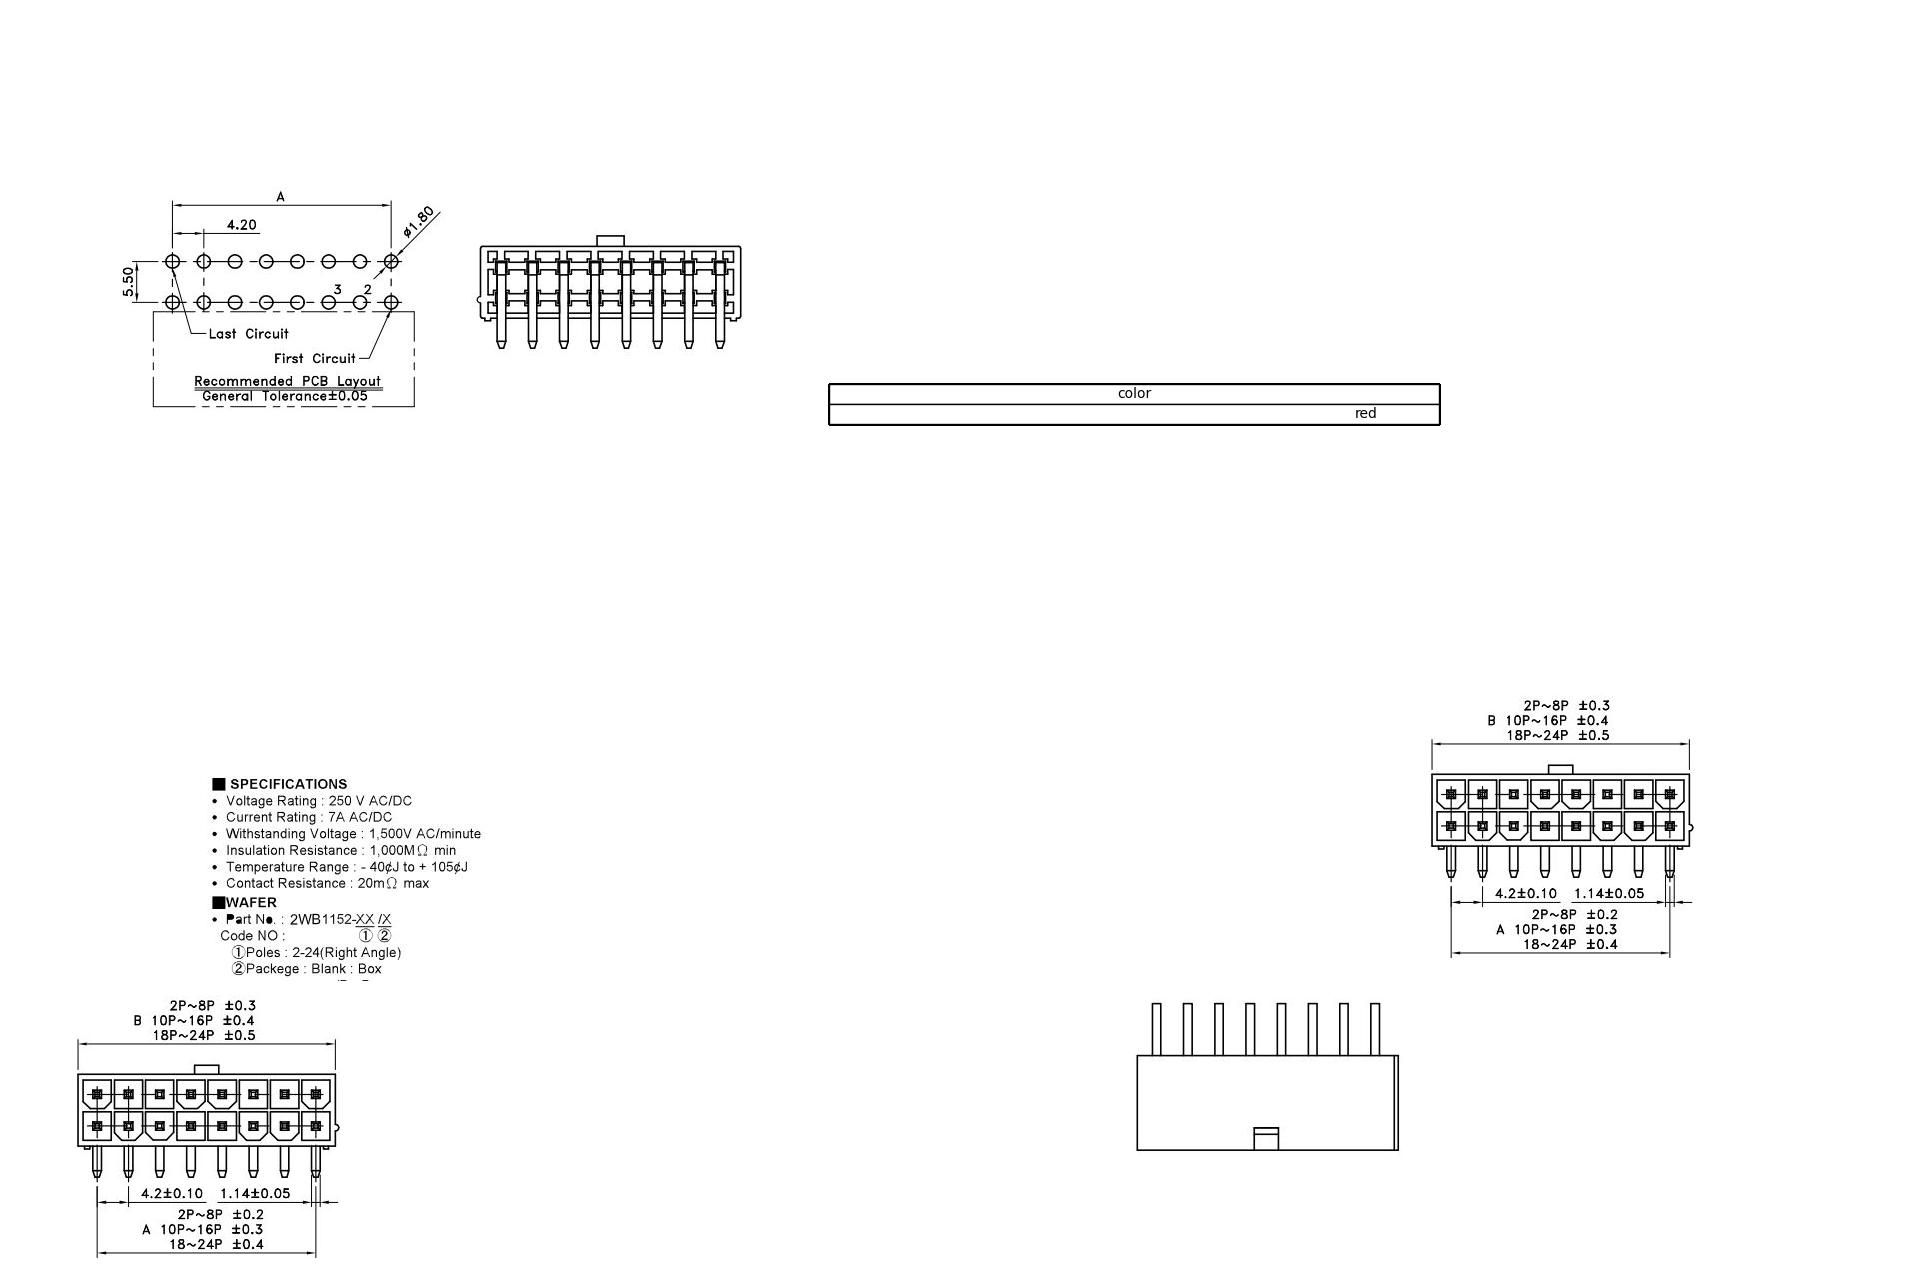 A
4.20
ø1.80
5.50
3 2
Last Circuit
First Circuit
Recommended PCB Layout
General Tolerance±0.05
color
red
2P~8P ±0.3
B 10P~16P ±0.4
18P~24P ±0.5
4.2±0.10 1.14±0.05
2P~8P ±0.2
A 10P~16P ±0.3
18~24P ±0.4
■ SPECIFICATIONS
• Voltage Rating : 250 V AC/DC
• Current Rating : 7A AC/DC
• Withstanding Voltage : 1,500V AC/minute
• Insulation Resistance : 1,000MΩ min
• Temperature Range : - 40¢J to + 105¢J
• Contact Resistance : 20mΩ max
■WAFER
• Part No. : 2WB1152-XX /X
Code NO : ① ②
①Poles : 2-24(Right Angle)
②Packege : Blank : Box
2P~8P ±0.3
B 10P~16P ±0.4
18P~24P ±0.5
4.2±0.10 1.14±0.05
2P~8P ±0.2
A 10P~16P ±0.3
18~24P ±0.4